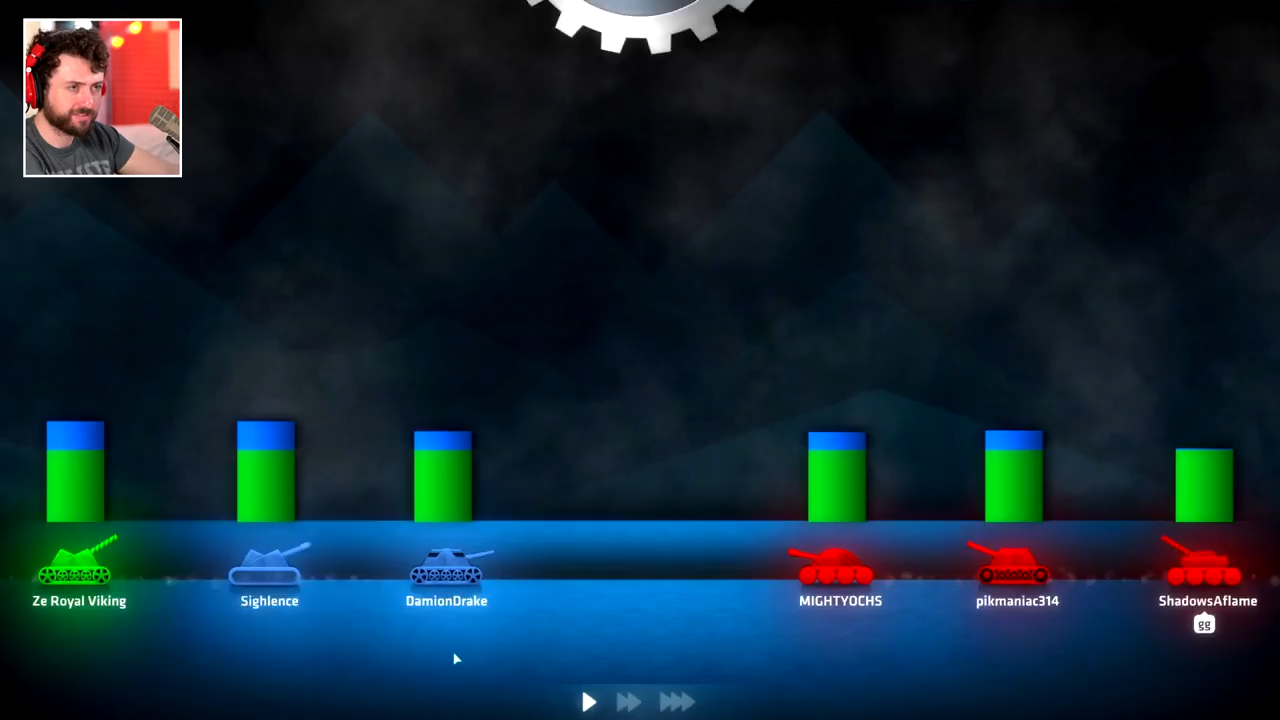 Ze Royal Viking
Sighlence
DamionDrake
MIGHTYOCHS
pikmaniac314
ShadowsAflame
gg